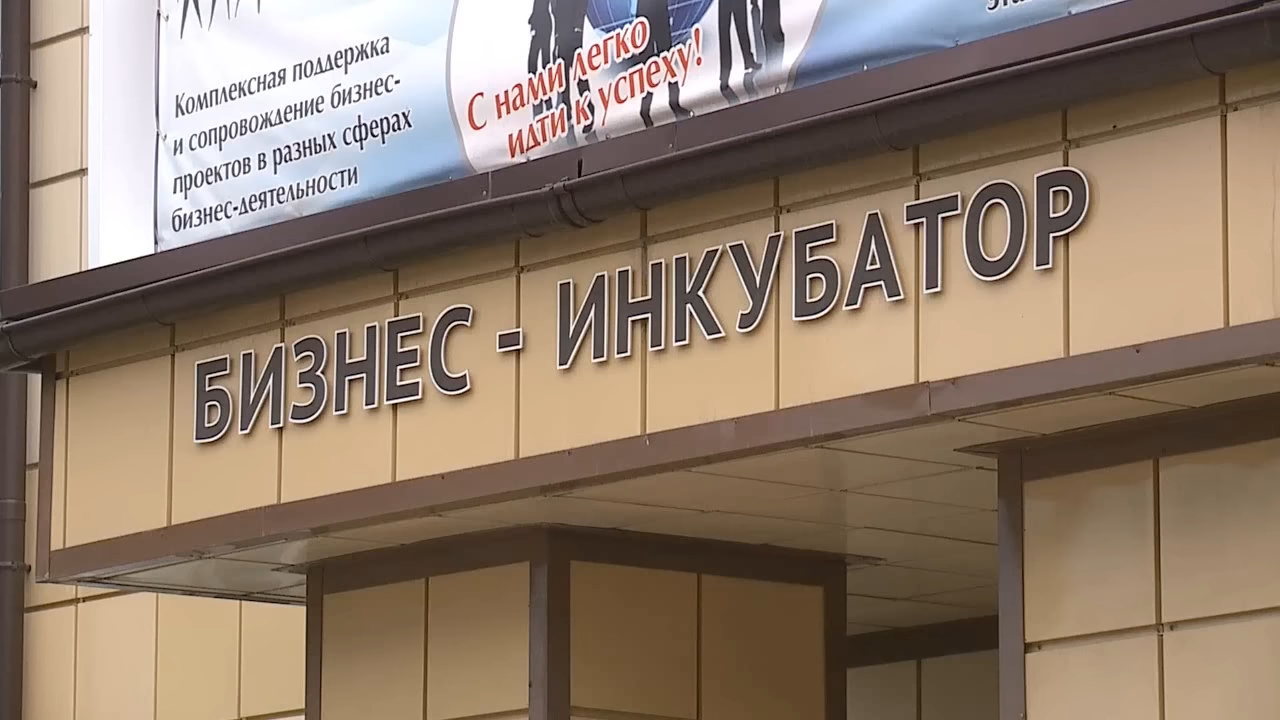 Комплексная поддержка
и сопровождение бизнес-
проектов в разных сферах
бизнес-деятельности
С нами легко
идти к успеху!
БИЗНЕС - ИНКУБАТОР